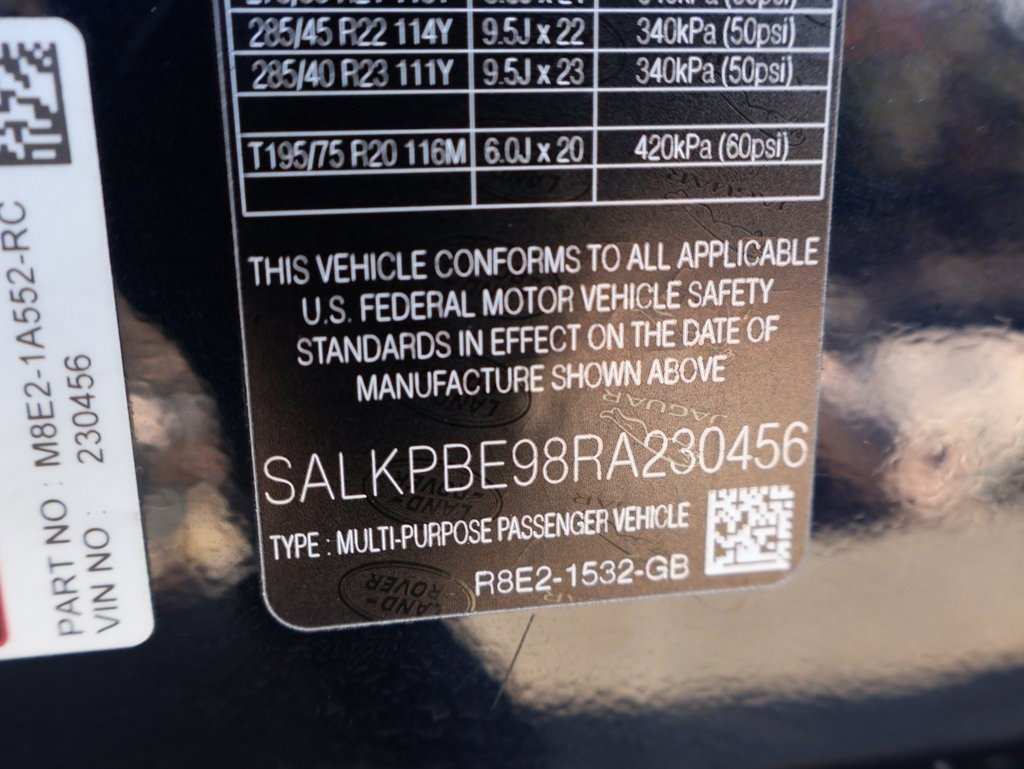 285/45 R22 114Y 9.5J x 22 340kPa (50psi)
285/40 R23 111Y 9.5J x 23 340kPa (50psi)
T195/75 R20 116M 6.0J x 20 420kPa (60psi)
THIS VEHICLE CONFORMS TO ALL APPLICABLE
U.S. FEDERAL MOTOR VEHICLE SAFETY
STANDARDS IN EFFECT ON THE DATE OF
MANUFACTURE SHOWN ABOVE
JAGUAR
SALKPBE98RA230456
TYPE : MULTI-PURPOSE PASSENGER VEHICLE
R8E2-1532-GB
LAND-
ROVER
PART NO : M8E2-1A552-RC
VIN NO : 230456